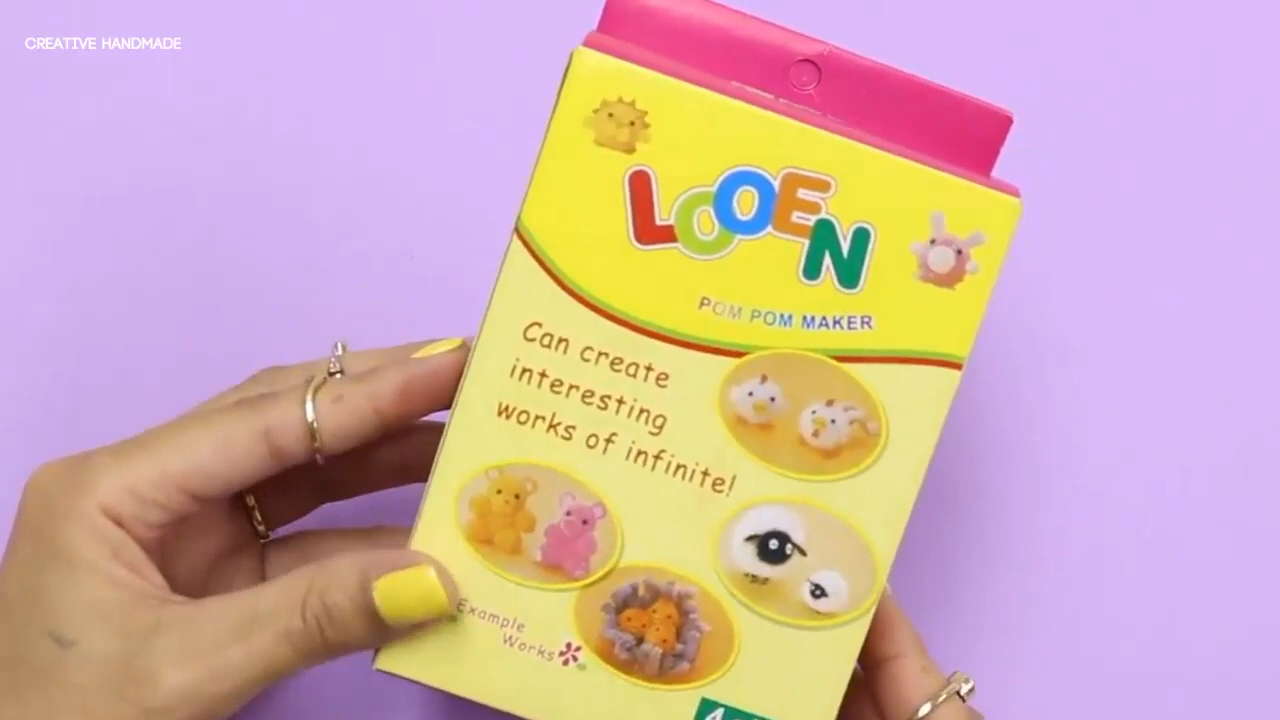 CREATIVE HANDMADE
LOOEN
POM POM MAKER
Can create
interesting
works of infinite!
Example
Works